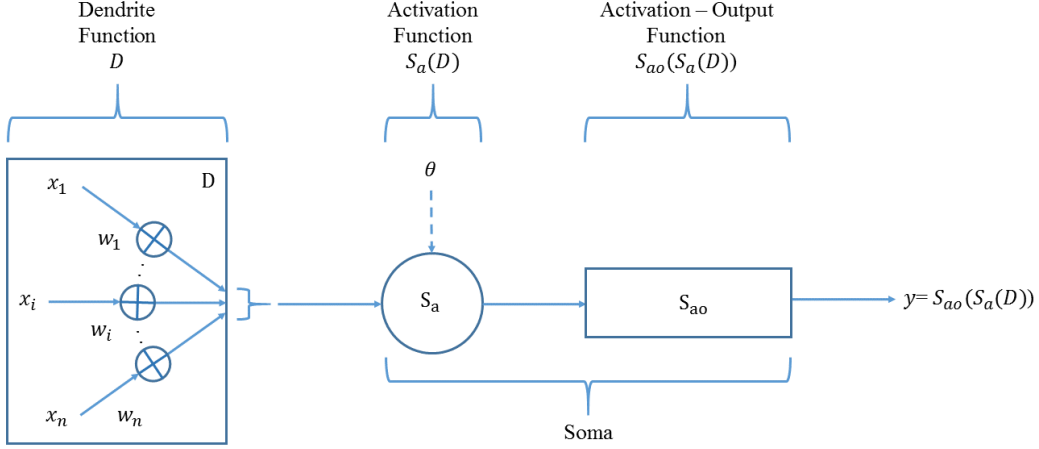 Dendrite
Function
D
Activation
Function
Sₐ(D)
Activation – Output
Function
Sₐₒ(Sₐ(D))
D
x₁
w₁
xᵢ
wᵢ
xₙ
wₙ
θ
Sₐ
Sₐₒ
y= Sₐₒ(Sₐ(D))
Soma